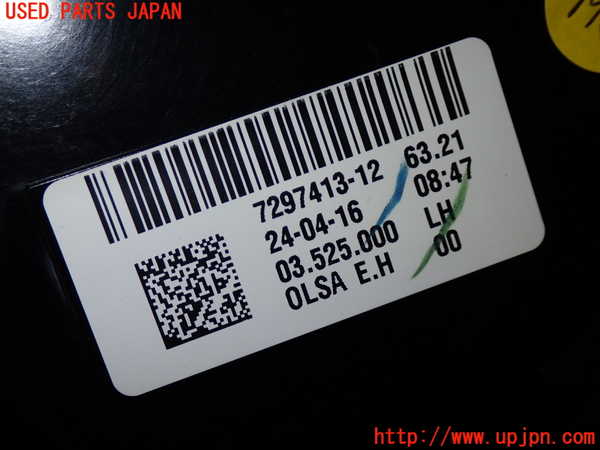 USED PARTS JAPAN
7297413-12 63.21
24-04-16 08:47
03.525.000 LH
OLSA E.H 00
http://www.upjpn.com/